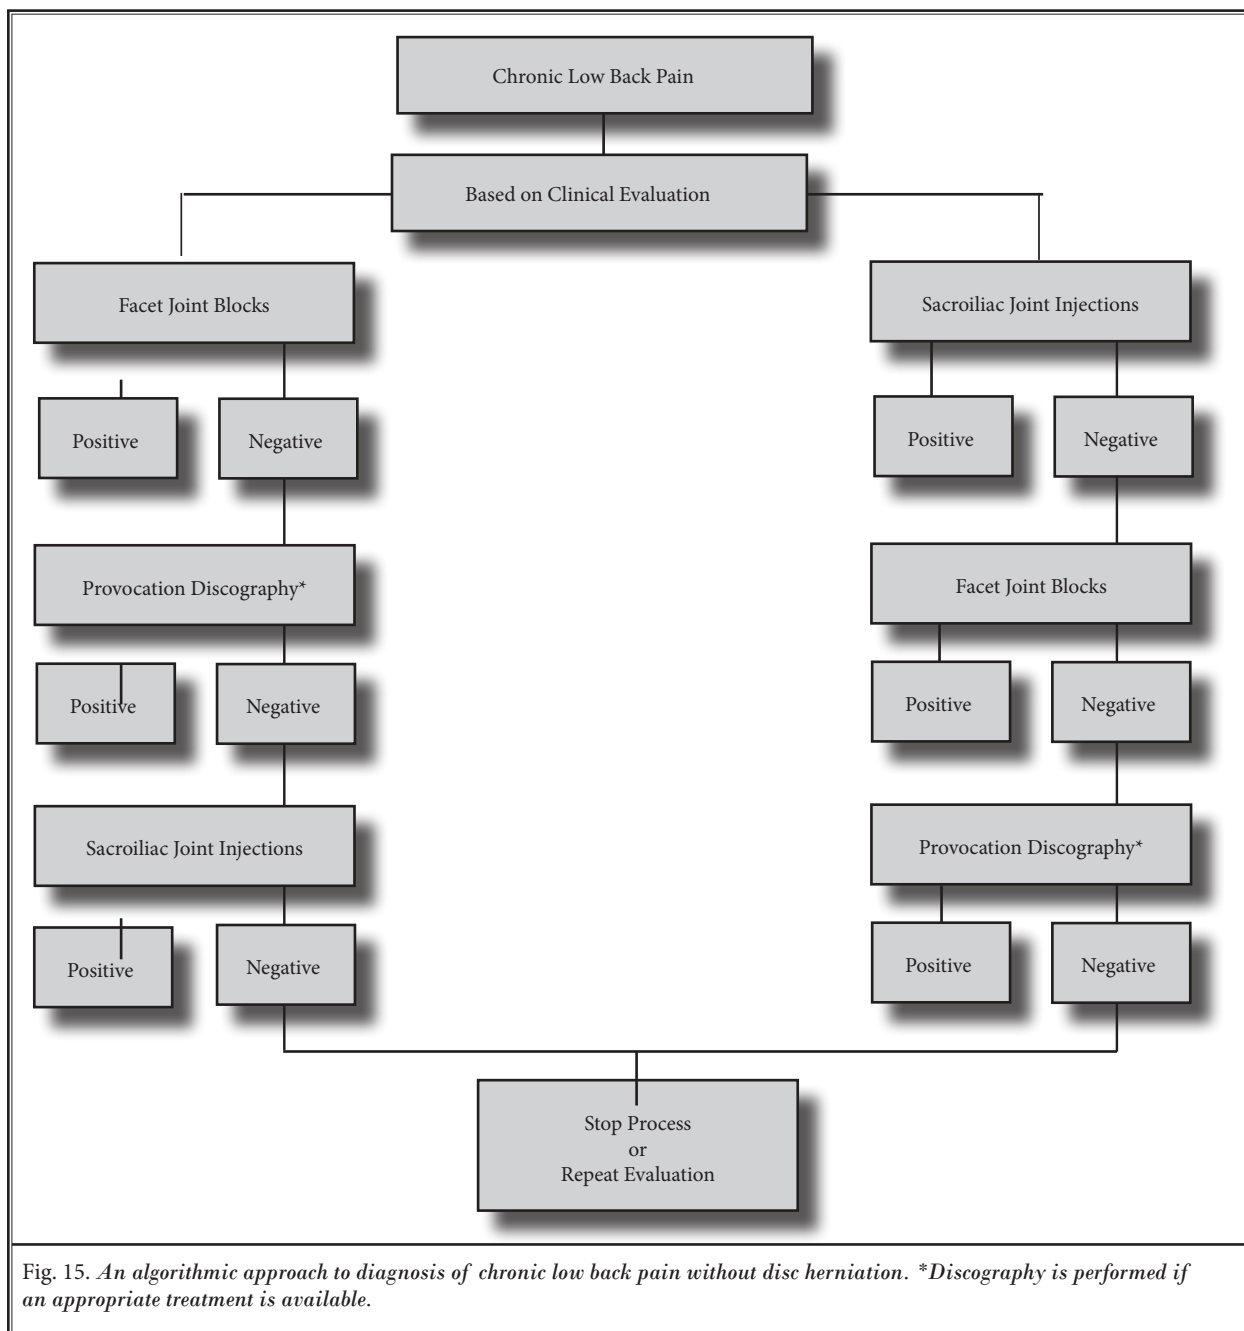 Chronic Low Back Pain
Based on Clinical Evaluation
Facet Joint Blocks
Sacroiliac Joint Injections
Positive
Negative
Positive
Negative
Provocation Discography*
Facet Joint Blocks
Positive
Negative
Positive
Negative
Sacroiliac Joint Injections
Provocation Discography*
Positive
Negative
Positive
Negative
Stop Process
or
Repeat Evaluation
Fig. 15. An algorithmic approach to diagnosis of chronic low back pain without disc herniation. *Discography is performed if
an appropriate treatment is available.